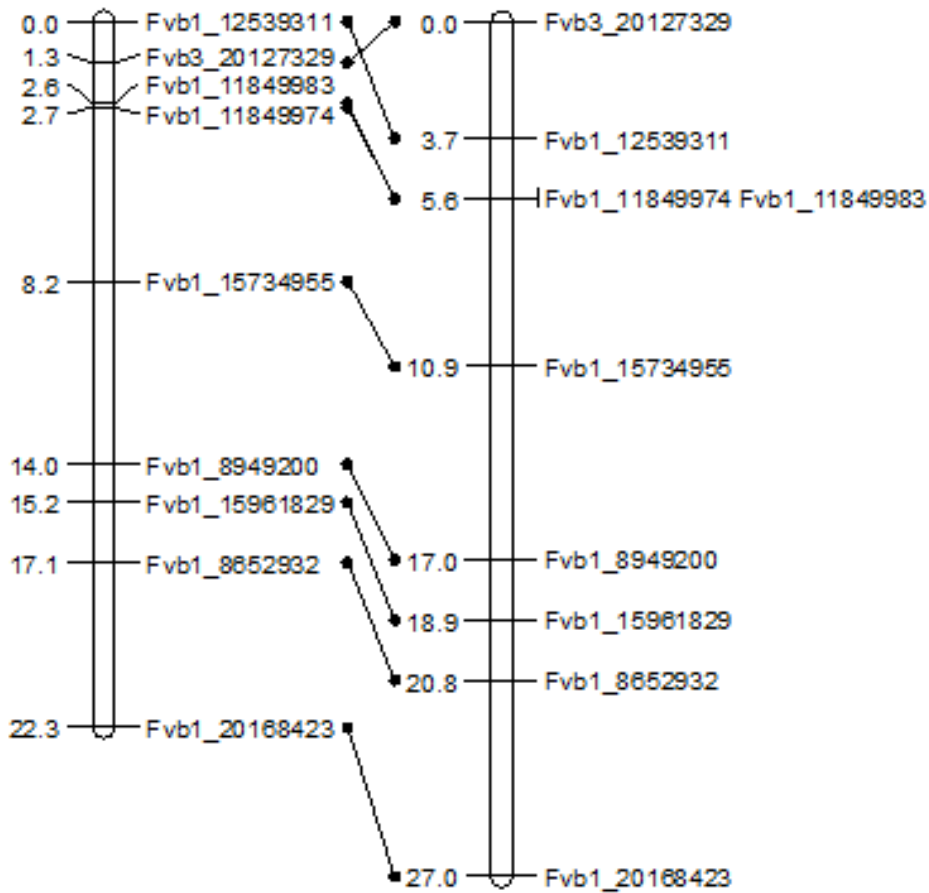 0.0 Fvb1_12539311
1.3 Fvb3_20127329
2.6 Fvb1_11849983
2.7 Fvb1_11849974
8.2 Fvb1_15734955
14.0 Fvb1_8949200
15.2 Fvb1_15961829
17.1 Fvb1_8652932
22.3 Fvb1_20168423
0.0 Fvb3_20127329
3.7 Fvb1_12539311
5.6 Fvb1_11849974 Fvb1_11849983
10.9 Fvb1_15734955
17.0 Fvb1_8949200
18.9 Fvb1_15961829
20.8 Fvb1_8652932
27.0 Fvb1_20168423